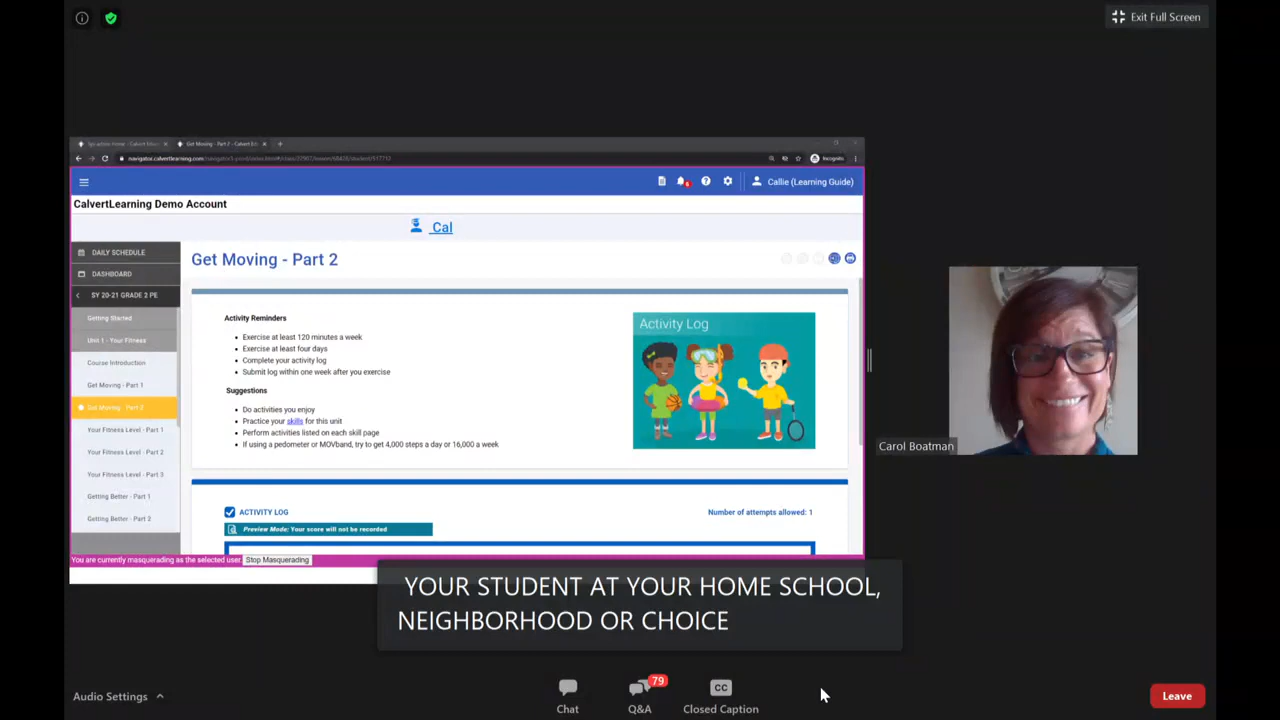 Exit Full Screen
Get Moving - Part 2 - Calvert Ed
Incognito
Callie (Learning Guide)
CalvertLearning Demo Account
Cal
DAILY SCHEDULE
DASHBOARD
SY 20-21 GRADE 2 PE
Getting Started
Unit 1 - Your Fitness
Course Introduction
Get Moving - Part 1
Get Moving - Part 2
Your Fitness Level - Part 1
Your Fitness Level - Part 2
Your Fitness Level - Part 3
Getting Better - Part 1
Getting Better - Part 2
Get Moving - Part 2
Activity Reminders
Exercise at least 120 minutes a week
Exercise at least four days
Complete your activity log
Submit log within one week after you exercise
Suggestions
Do activities you enjoy
Practice your skills for this unit
Perform activities listed on each skill page
If using a pedometer or MOVband, try to get 4,000 steps a day or 16,000 a week
Activity Log
ACTIVITY LOG
Number of attempts allowed: 1
Preview Mode: Your score will not be recorded
You are currently masquerading as the selected user. Stop Masquerading
Carol Boatman
YOUR STUDENT AT YOUR HOME SCHOOL,
NEIGHBORHOOD OR CHOICE
Audio Settings
Chat
79
Q&A
CC
Closed Caption
Leave